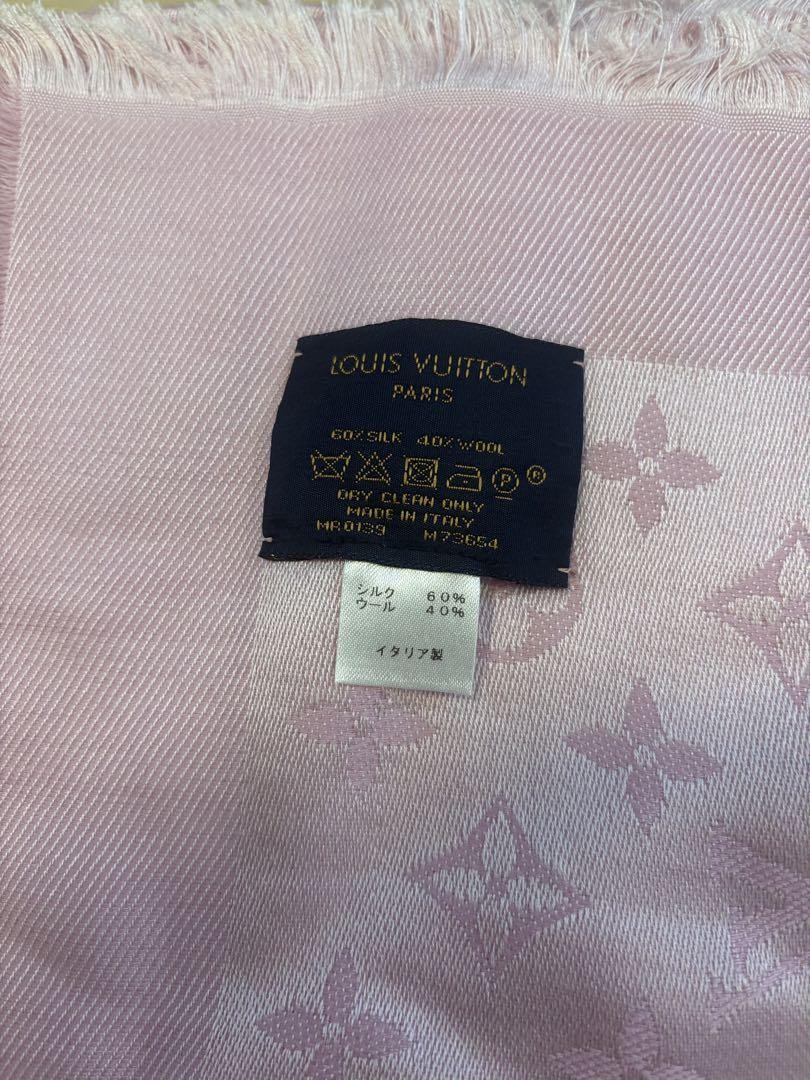 LOUIS VUITTON
PARIS
60% SILK 40% WOOL
P ®
DRY CLEAN ONLY
MADE IN ITALY
MR0139 M73654
シルク 60%
ウール 40%
イタリア製